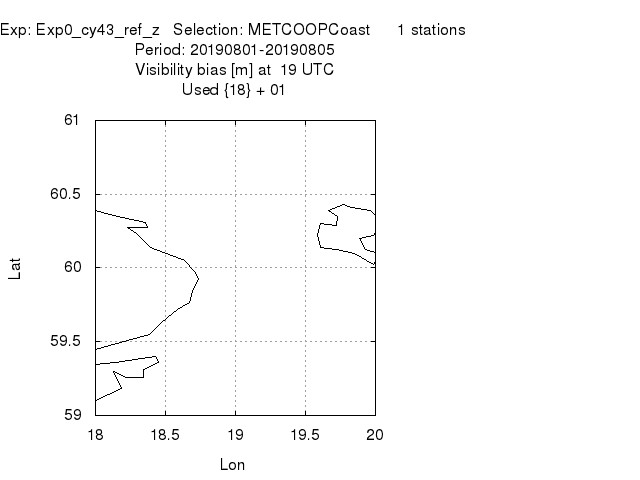 Exp: Exp0_cy43_ref_z Selection: METCOOPCoast 1 stations
Period: 20190801-20190805
Visibility bias [m] at 19 UTC
Used {18} + 01
61
60.5
60
59.5
59
Lat
18 18.5 19 19.5 20
Lon